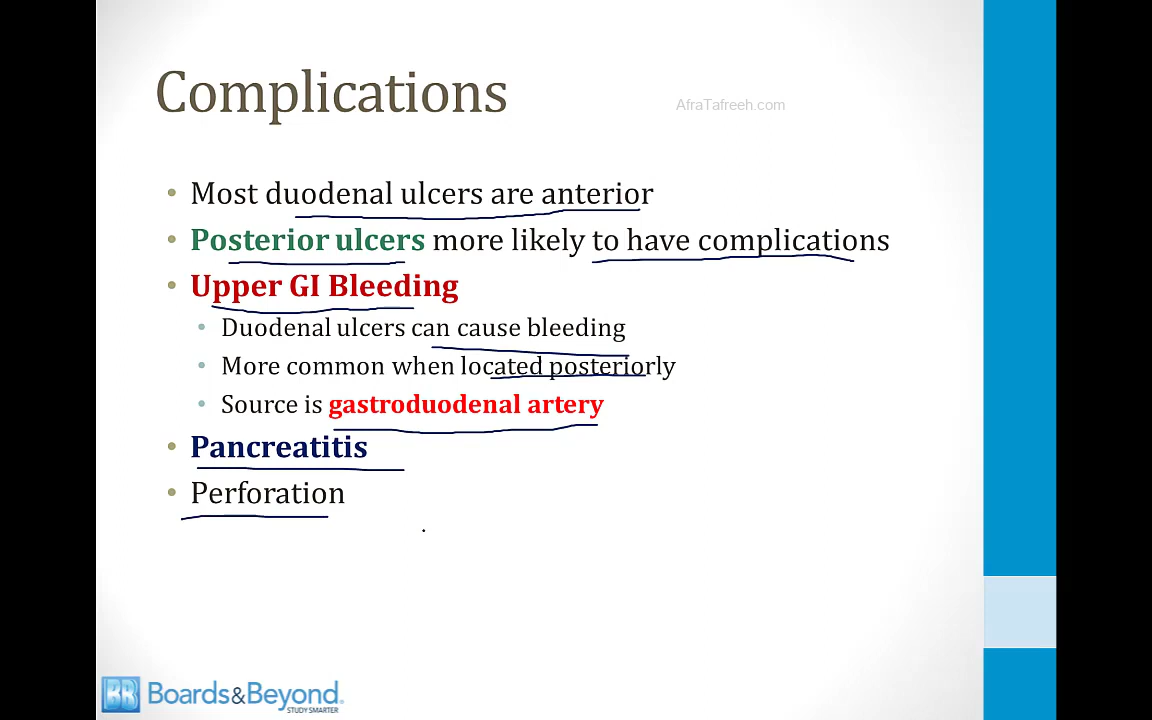 Complications
AfraTafreeh.com
• Most duodenal ulcers are anterior
• Posterior ulcers more likely to have complications
• Upper GI Bleeding
• Duodenal ulcers can cause bleeding
• More common when located posteriorly
• Source is gastroduodenal artery
• Pancreatitis
• Perforation
BB Boards&Beyond.
STUDY SMARTER